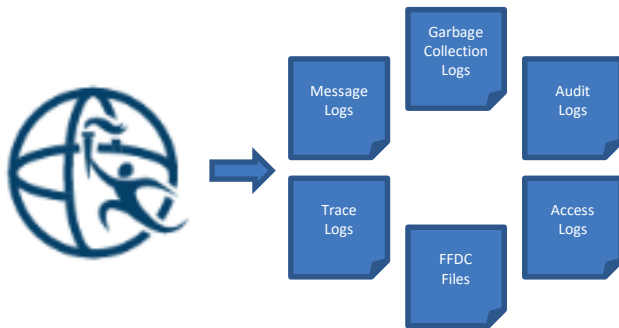 Garbage
Collection
Logs
Message
Logs
Audit
Logs
Trace
Logs
Access
Logs
FFDC
Files